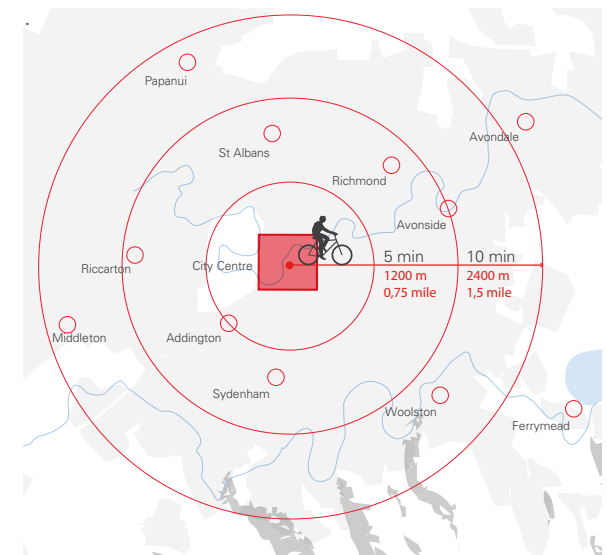 .
Papanui
St Albans
Avondale
Richmond
Avonside
City Centre
Riccarton
5 min
1200 m
0,75 mile
10 min
2400 m
1,5 mile
Middleton
Addington
Sydenham
Woolston
Ferrymead